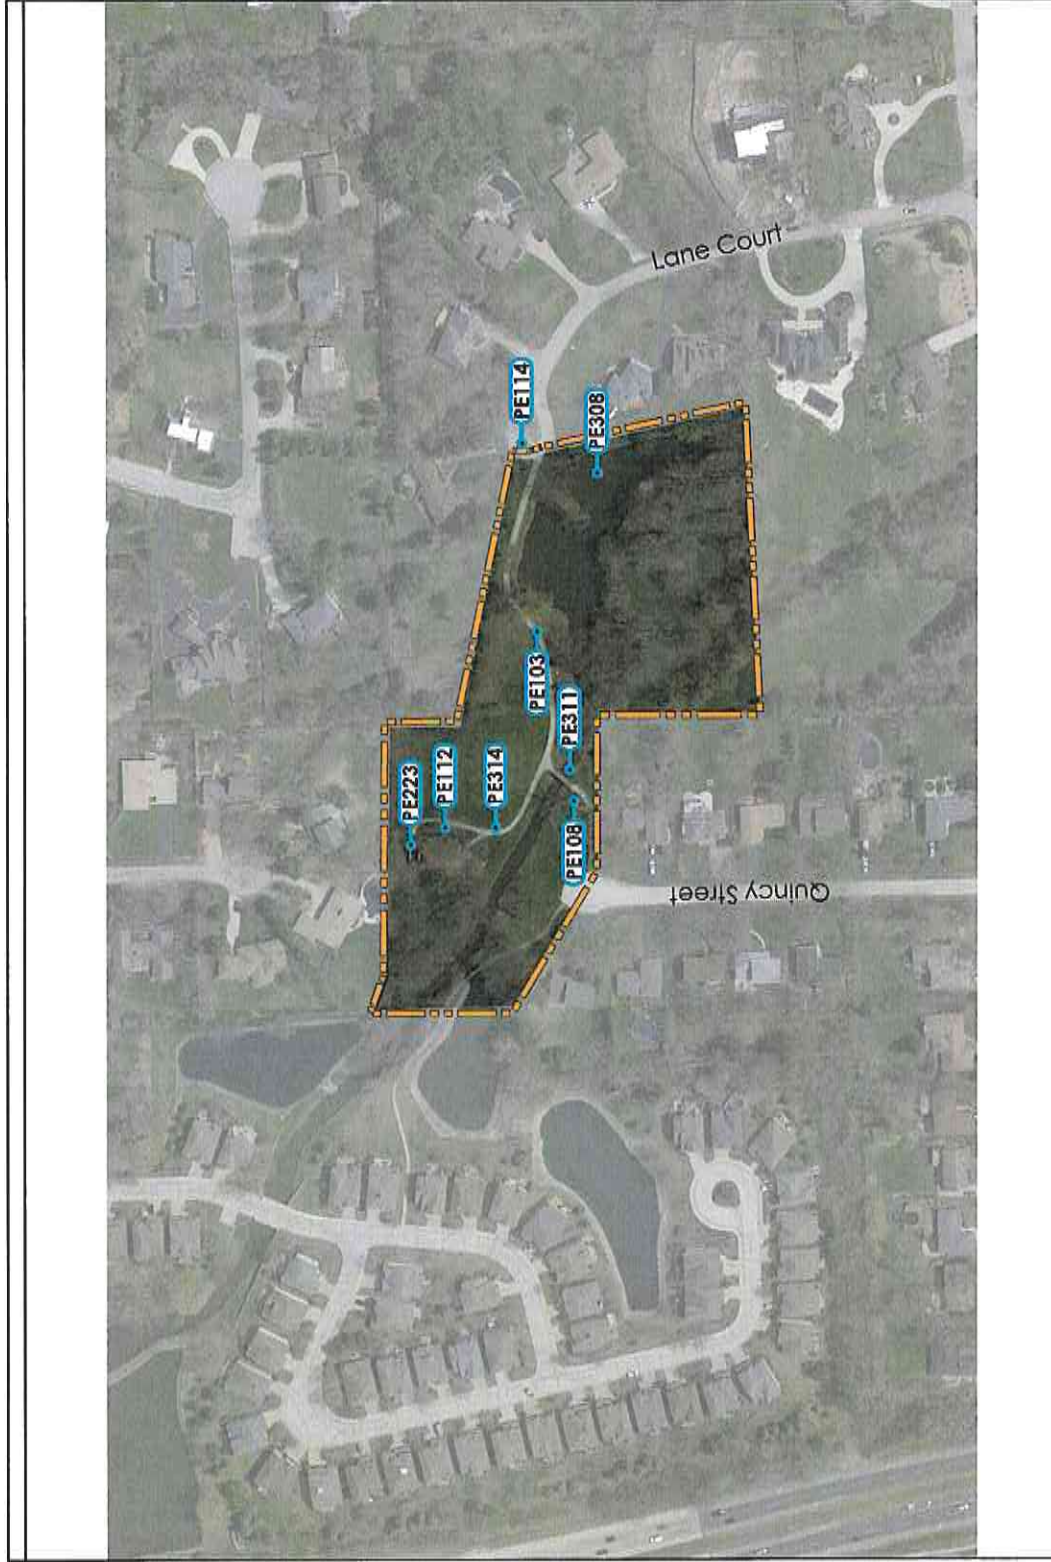 Lane Court
PE114
PE308
PE103
PE311
PE314
PE112
PE223
PE108
Quincy Street